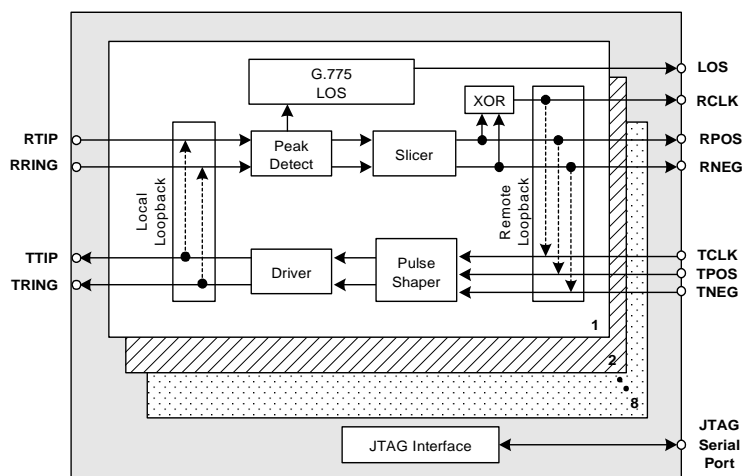 G.775
LOS
LOS
XOR
RCLK
RTIP
RPOS
Peak
Detect
Slicer
RRING
RNEG
Local
Loopback
Remote
Loopback
TTIP
TCLK
Driver
Pulse
Shaper
TPOS
TRING
TNEG
1
2
8
JTAG Interface
JTAG
Serial
Port